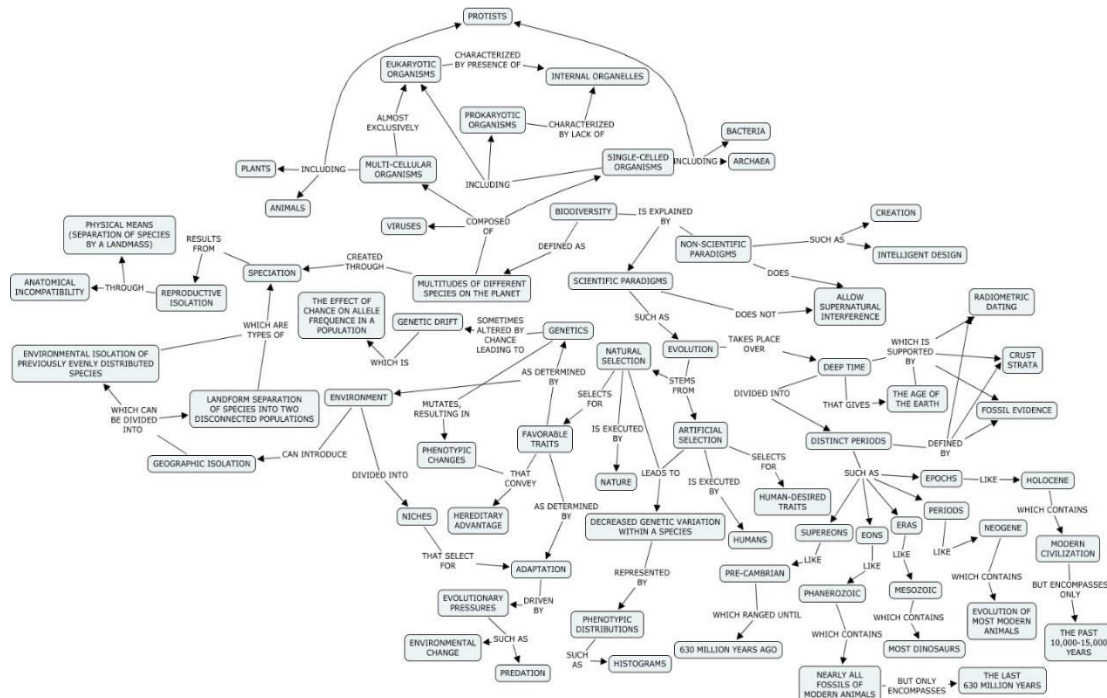 PROTISTS
EUKARYOTIC
ORGANISMS
CHARACTERIZED
BY PRESENCE OF
INTERNAL ORGANELLES
ALMOST
EXCLUSIVELY
PROKARYOTIC
ORGANISMS
CHARACTERIZED
BY LACK OF
BACTERIA
PLANTS
INCLUDING
MULTI-CELLULAR
ORGANISMS
INCLUDING
SINGLE-CELLED
ORGANISMS
INCLUDING
ARCHAEA
ANIMALS
VIRUSES
COMPOSED
OF
BIODIVERSITY
IS EXPLAINED
BY
CREATION
PHYSICAL MEANS
(SEPARATION OF SPECIES
BY A LANDMASS)
RESULTS
FROM
DEFINED AS
NON-SCIENTIFIC
PARADIGMS
SUCH AS
INTELLIGENT DESIGN
SPECIATION
CREATED
THROUGH
ANATOMICAL
INCOMPATIBILITY
THROUGH
REPRODUCTIVE
ISOLATION
MULTITUDES OF DIFFERENT
SPECIES ON THE PLANET
SCIENTIFIC PARADIGMS
DOES
ALLOW
SUPERNATURAL
INTERFERENCE
DOES NOT
RADIOMETRIC
DATING
THE EFFECT OF
CHANCE ON ALLELE
FREQUENCE IN A
POPULATION
GENETIC DRIFT
SOMETIMES
ALTERED BY
CHANCE
LEADING TO
GENETICS
SUCH AS
WHICH ARE
TYPES OF
WHICH IS
NATURAL
SELECTION
EVOLUTION
TAKES PLACE
OVER
WHICH IS
SUPPORTED
BY
CRUST
STRATA
ENVIRONMENTAL ISOLATION OF
PREVIOUSLY EVENLY DISTRIBUTED
SPECIES
AS DETERMINED
BY
STEMS
FROM
DEEP TIME
LANDFORM SEPARATION
OF SPECIES INTO TWO
DISCONNECTED POPULATIONS
ENVIRONMENT
SELECTS
FOR
DIVIDED
INTO
THAT GIVES
THE AGE OF
THE EARTH
FOSSIL EVIDENCE
WHICH CAN
BE DIVIDED
INTO
MUTATES,
RESULTING IN
FAVORABLE
TRAITS
IS EXECUTED
BY
ARTIFICIAL
SELECTION
DISTINCT PERIODS
DEFINED
BY
GEOGRAPHIC ISOLATION
CAN INTRODUCE
PHENOTYPIC
CHANGES
THAT
CONVEY
NATURE
LEADS TO
SELECTS
FOR
SUCH AS
EPOCHS
LIKE
HOLOCENE
DIVIDED
INTO
IS EXECUTED
BY
HUMAN-DESIRED
TRAITS
PERIODS
NICHES
HEREDITARY
ADVANTAGE
AS DETERMINED
BY
DECREASED GENETIC VARIATION
WITHIN A SPECIES
HUMANS
SUPEREONS
EONS
ERAS
WHICH CONTAINS
NEOGENE
THAT SELECT
FOR
ADAPTATION
REPRESENTED
BY
PRE-CAMBRIAN
LIKE
LIKE
LIKE
LIKE
MODERN
CIVILIZATION
EVOLUTIONARY
PRESSURES
DRIVEN
BY
PHANEROZOIC
MESOZOIC
WHICH CONTAINS
BUT ENCOMPASSES
ONLY
PHENOTYPIC
DISTRIBUTIONS
WHICH RANGED UNTIL
WHICH
CONTAINS
EVOLUTION OF
MOST MODERN
ANIMALS
ENVIRONMENTAL
CHANGE
SUCH AS
WHICH CONTAINS
THE PAST
10,000-15,000
YEARS
PREDATION
SUCH
AS
HISTOGRAMS
630 MILLION YEARS AGO
MOST DINOSAURS
NEARLY ALL
FOSSILS OF
MODERN ANIMALS
BUT ONLY
ENCOMPASSES
THE LAST
630 MILLION YEARS